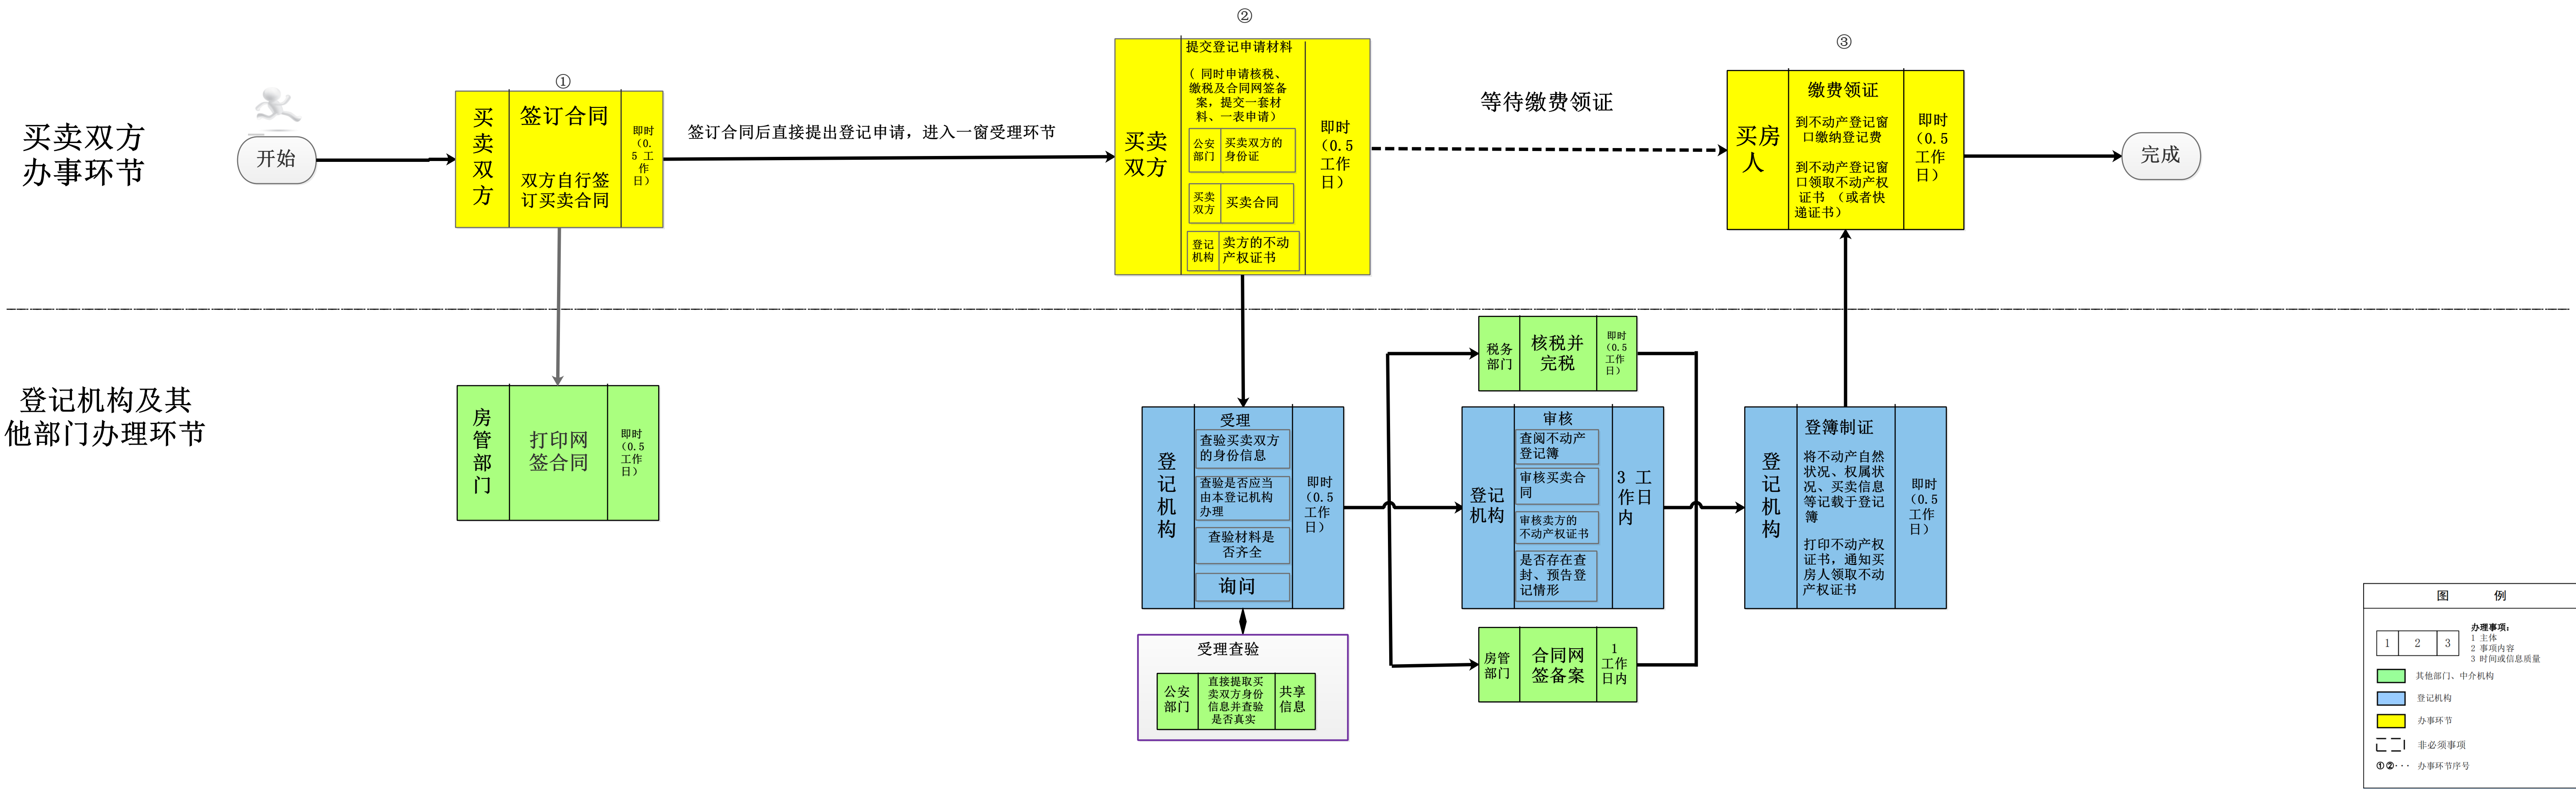 买卖双方
办事环节
开始
①
买
卖
双
方
签订合同
双方自行签
订买卖合同
即时
（0.
5 工
作
日）
签订合同后直接提出登记申请，进入一窗受理环节
②
买卖
双方
提交登记申请材料
（ 同时申请核税、
缴税及合同网签备
案，提交一套材
料、一表申请）
公安
部门
买卖双方的
身份证
买卖
双方
买卖合同
登记
机构
卖方的不动
产权证书
即时
（0.5
工作
日）
等待缴费领证
③
买房
人
缴费领证
到不动产登记窗
口缴纳登记费
到不动产登记窗
口领取不动产权
证书 （或者快
递证书）
即时
（0.5
工作
日）
完成
登记机构及其
他部门办理环节
房
管
部
门
打印网
签合同
即时
（0.5
工作
日）
登
记
机
构
受理
查验买卖双方
的身份信息
查验是否应当
由本登记机构
办理
查验材料是
否齐全
询问
即时
（0.5
工作
日）
受理查验
公安
部门
直接提取买
卖双方身份
信息并查验
是否真实
共享
信息
税务
部门
核税并
完税
即时
（0.5
工作
日）
登记
机构
审核
查阅不动产
登记簿
审核买卖合
同
审核卖方的
不动产权证书
是否存在查
封、预告登
记情形
3 工
作日
内
房管
部门
合同网
签备案
1
工作
日内
登
记
机
构
登簿制证
将不动产自然
状况、权属状
况、买卖信息
等记载于登记
簿
打印不动产权
证书，通知买
房人领取不动
产权证书
即时
（0.5
工作
日）
图 例
1 2 3
办理事项：
1 主体
2 事项内容
3 时间或信息质量
其他部门、中介机构
登记机构
办事环节
非必须事项
①②··· 办事环节序号